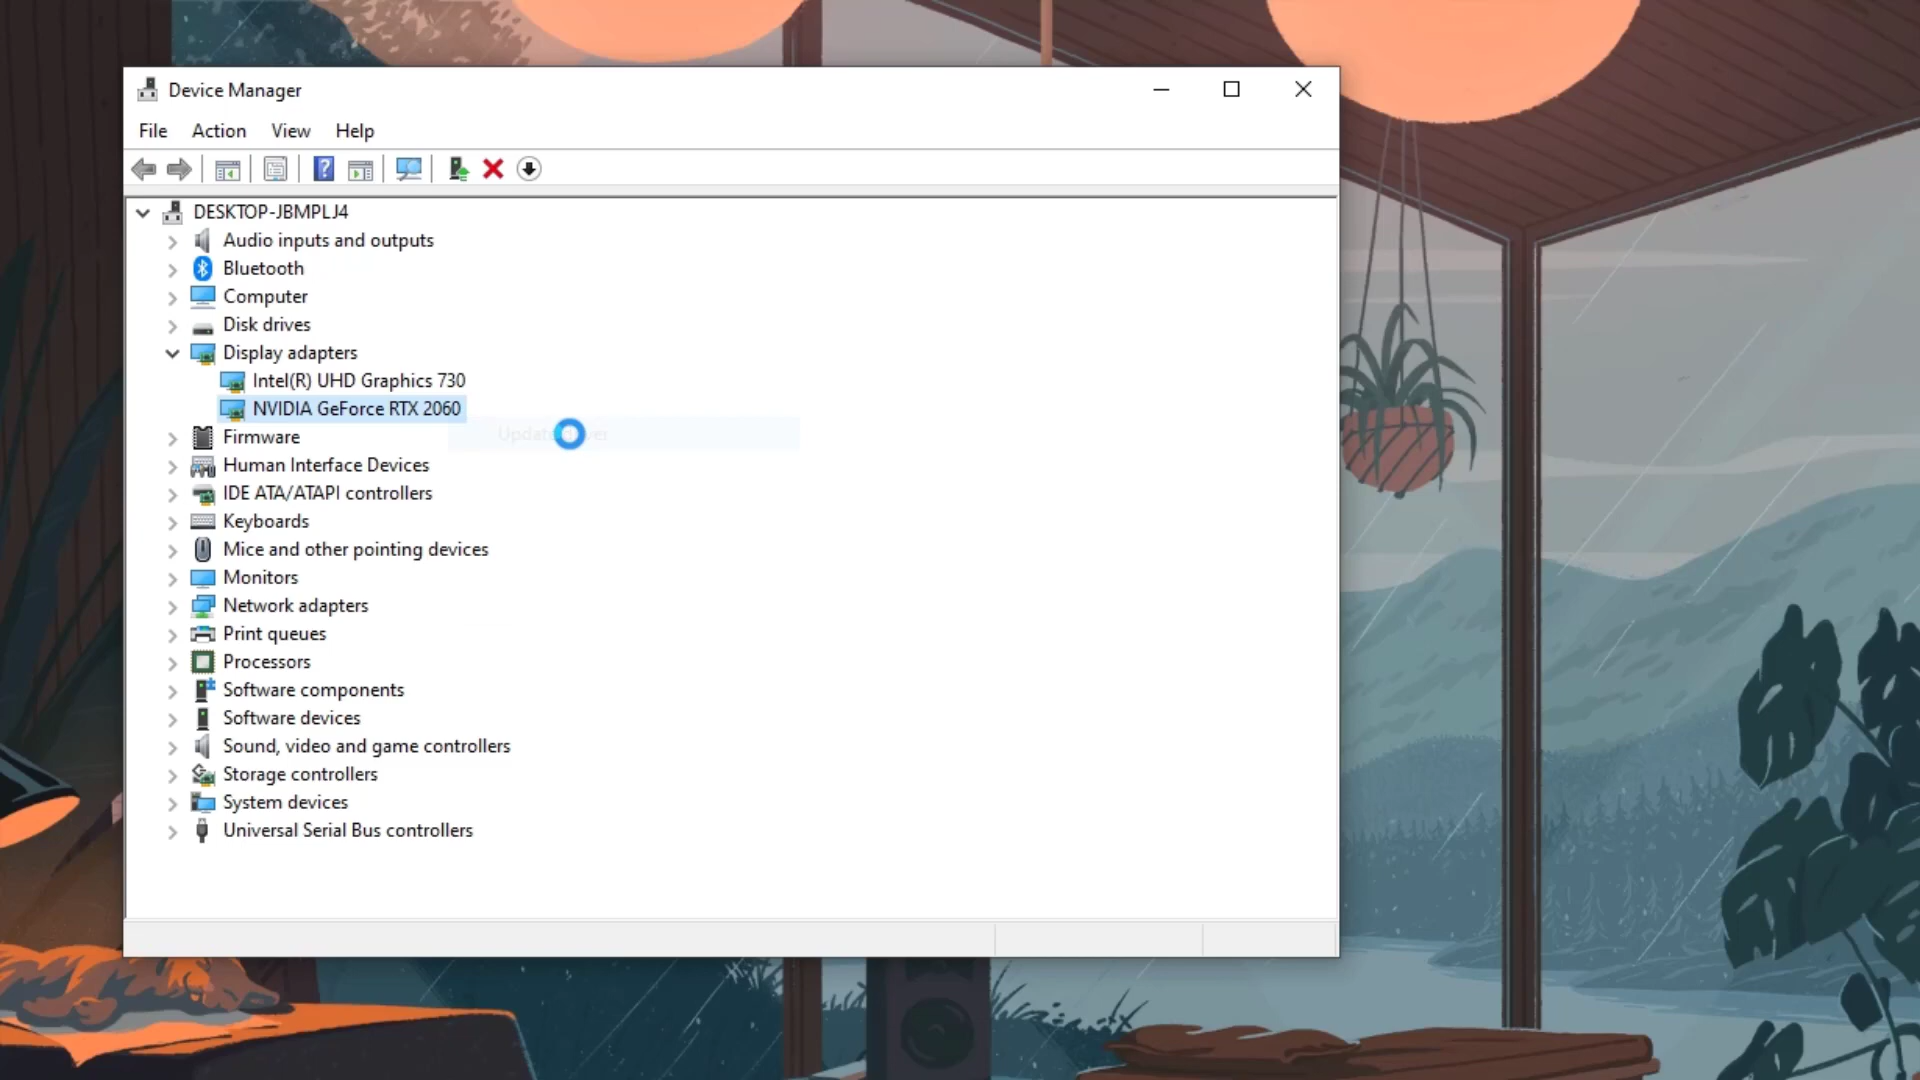 Device Manager
File Action View Help
DESKTOP-JBMPLJ4
Audio inputs and outputs
Bluetooth
Computer
Disk drives
Display adapters
Intel(R) UHD Graphics 730
NVIDIA GeForce RTX 2060
Firmware
Human Interface Devices
IDE ATA/ATAPI controllers
Keyboards
Mice and other pointing devices
Monitors
Network adapters
Print queues
Processors
Software components
Software devices
Sound, video and game controllers
Storage controllers
System devices
Universal Serial Bus controllers